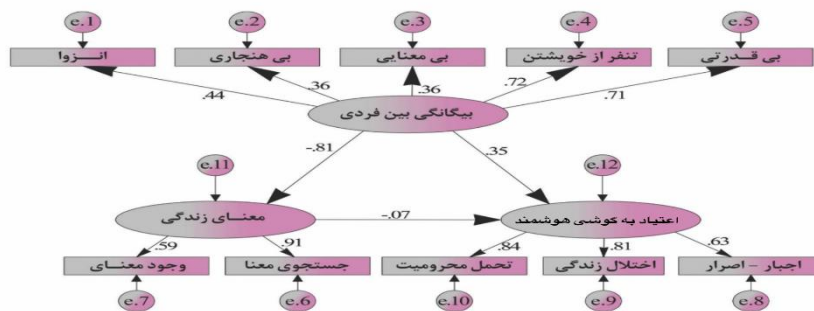 e.1 e.2 e.3 e.4 e.5
انـــزوا بی هنجاری بی معنایی تنفر از خویشتن بی قـدرتی
.44 .36 .36 .72 .71
بیگانگی بین فردی
-.81 .35
e.11 e.12
معنـــای زندگی -.07 اعتیاد به گوشی هوشمند
.59 .91 .84 .81 .63
وجود معنـــای جستجوی معنا تحمل محرومیت اختلال زندگی اجبار - اصرار
e.7 e.6 e.10 e.9 e.8